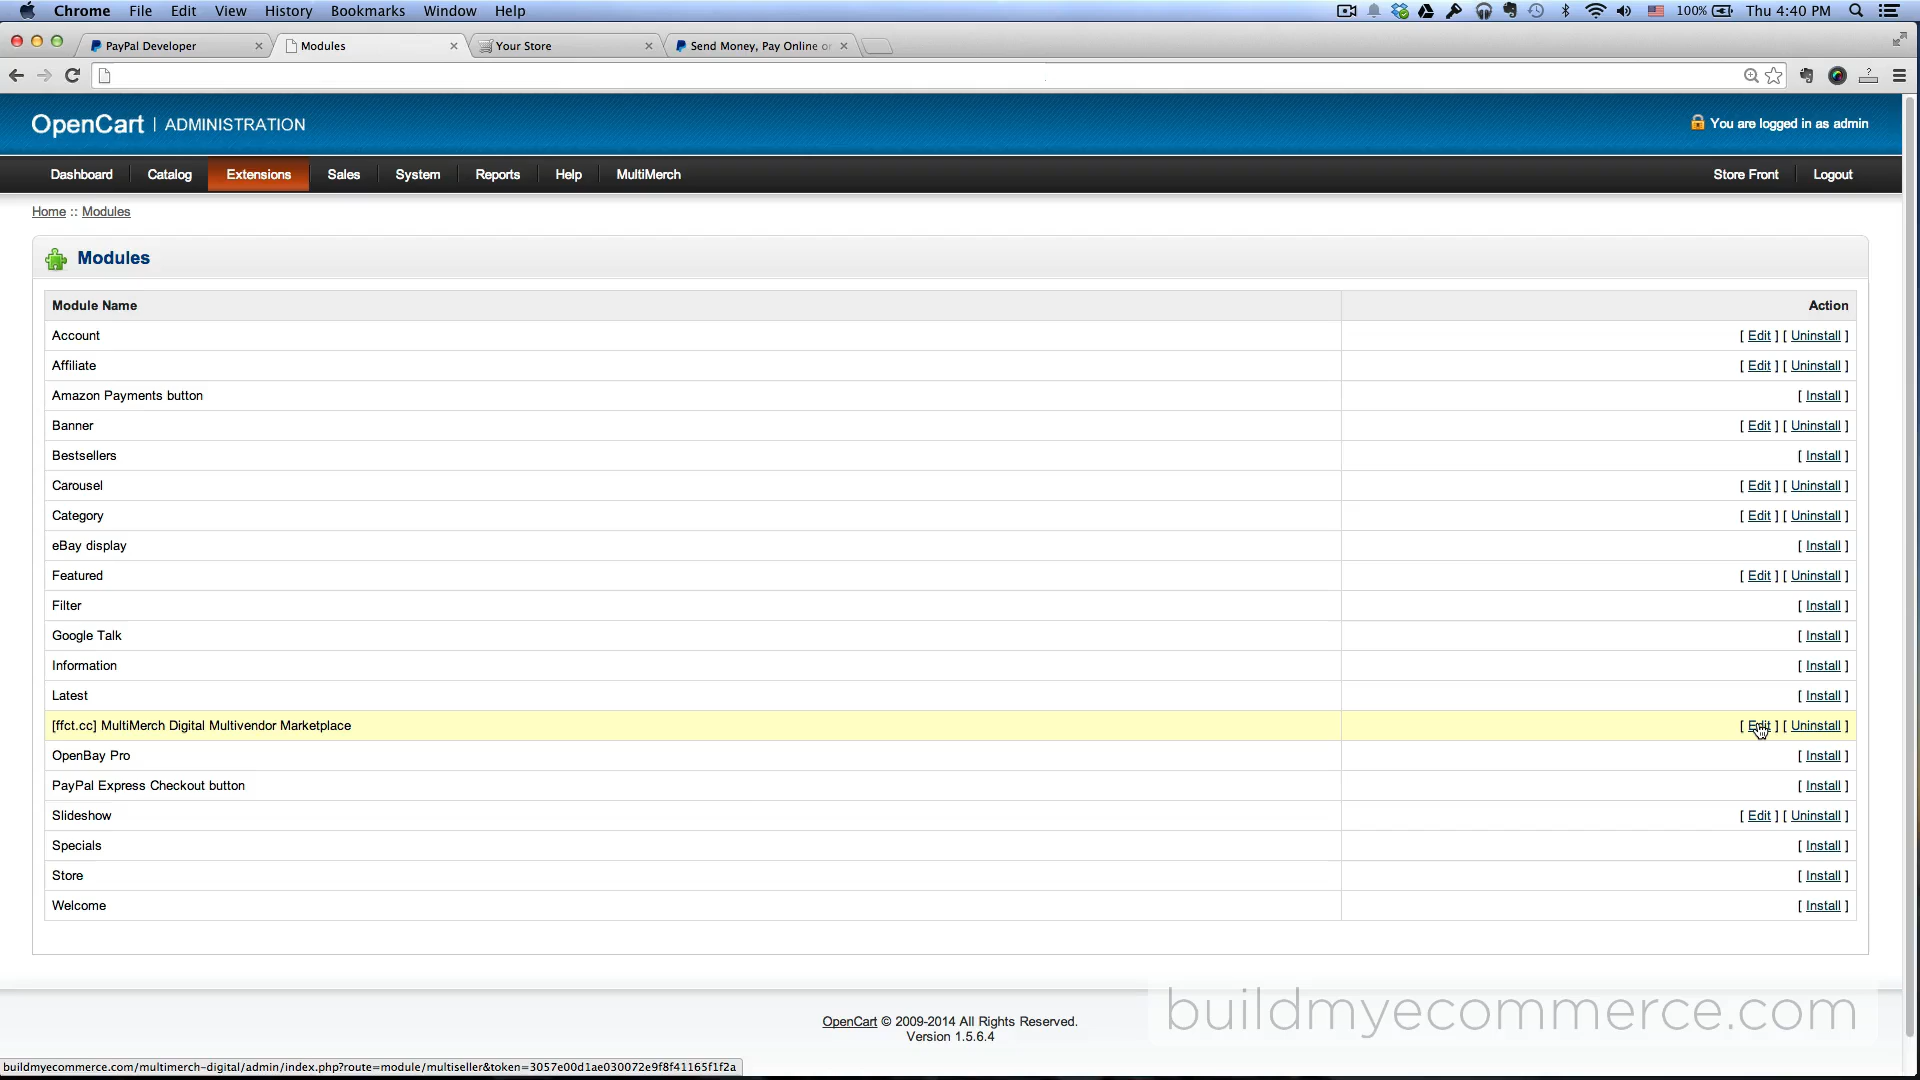 Chrome File Edit View History Bookmarks Window Help 100% Thu 4:40 PM
PayPal Developer Modules Your Store Send Money, Pay Online or
OpenCart | ADMINISTRATION You are logged in as admin
Dashboard Catalog Extensions Sales System Reports Help MultiMerch Store Front Logout
Home :: Modules
Modules
Module Name Action
Account [ Edit ] [ Uninstall ]
Affiliate [ Edit ] [ Uninstall ]
Amazon Payments button [ Install ]
Banner [ Edit ] [ Uninstall ]
Bestsellers [ Install ]
Carousel [ Edit ] [ Uninstall ]
Category [ Edit ] [ Uninstall ]
eBay display [ Install ]
Featured [ Edit ] [ Uninstall ]
Filter [ Install ]
Google Talk [ Install ]
Information [ Install ]
Latest [ Install ]
[ffct.cc] MultiMerch Digital Multivendor Marketplace [ Edit ] [ Uninstall ]
OpenBay Pro [ Install ]
PayPal Express Checkout button [ Install ]
Slideshow [ Edit ] [ Uninstall ]
Specials [ Install ]
Store [ Install ]
Welcome [ Install ]
buildmyecommerce.com
OpenCart © 2009-2014 All Rights Reserved.
Version 1.5.6.4
buildmyecommerce.com/multimerch-digital/admin/index.php?route=module/multiseller&token=3057e00d1ae030072e9f8f41165f1f2a